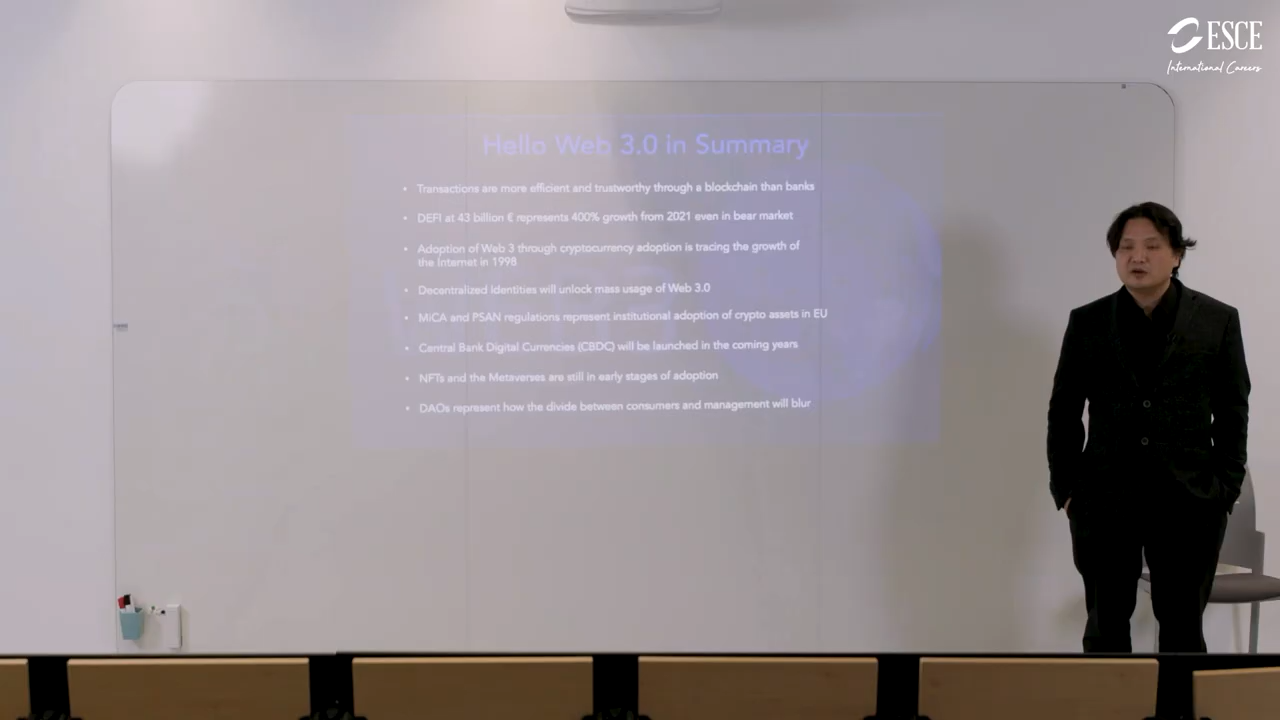 ESCE
International Careers
Hello Web 3.0 in Summary
• Transactions are more efficient and trustworthy through a blockchain than banks
• DEFI at 43 billion € represents 400% growth from 2021 even in bear market
• Adoption of Web 3 through cryptocurrency adoption is tracing the growth of
the Internet in 1998
• Decentralized Identities will unlock mass usage of Web 3.0
• MiCA and PSAN regulations represent institutional adoption of crypto assets in EU
• Central Bank Digital Currencies (CBDC) will be launched in the coming years
• NFTs and the Metaverses are still in early stages of adoption
• DAOs represent how the divide between consumers and management will blur